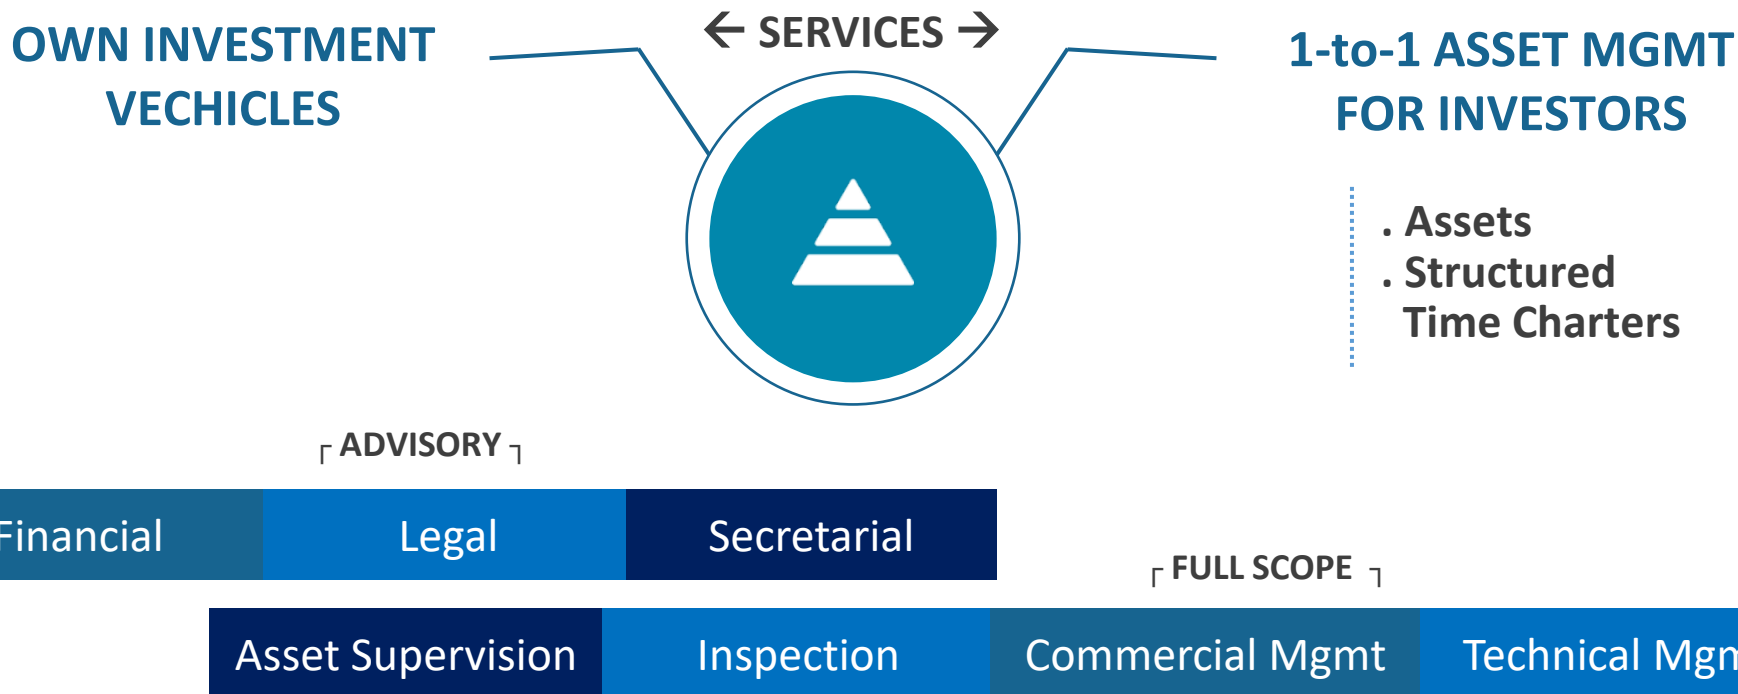 ← SERVICES →
OWN INVESTMENT
VECHICLES
1-to-1 ASSET MGMT
FOR INVESTORS
. Assets
. Structured
Time Charters
┌ ADVISORY ┐
Financial
Legal
Secretarial
┌ FULL SCOPE ┐
Asset Supervision
Inspection
Commercial Mgmt
Technical Mgm